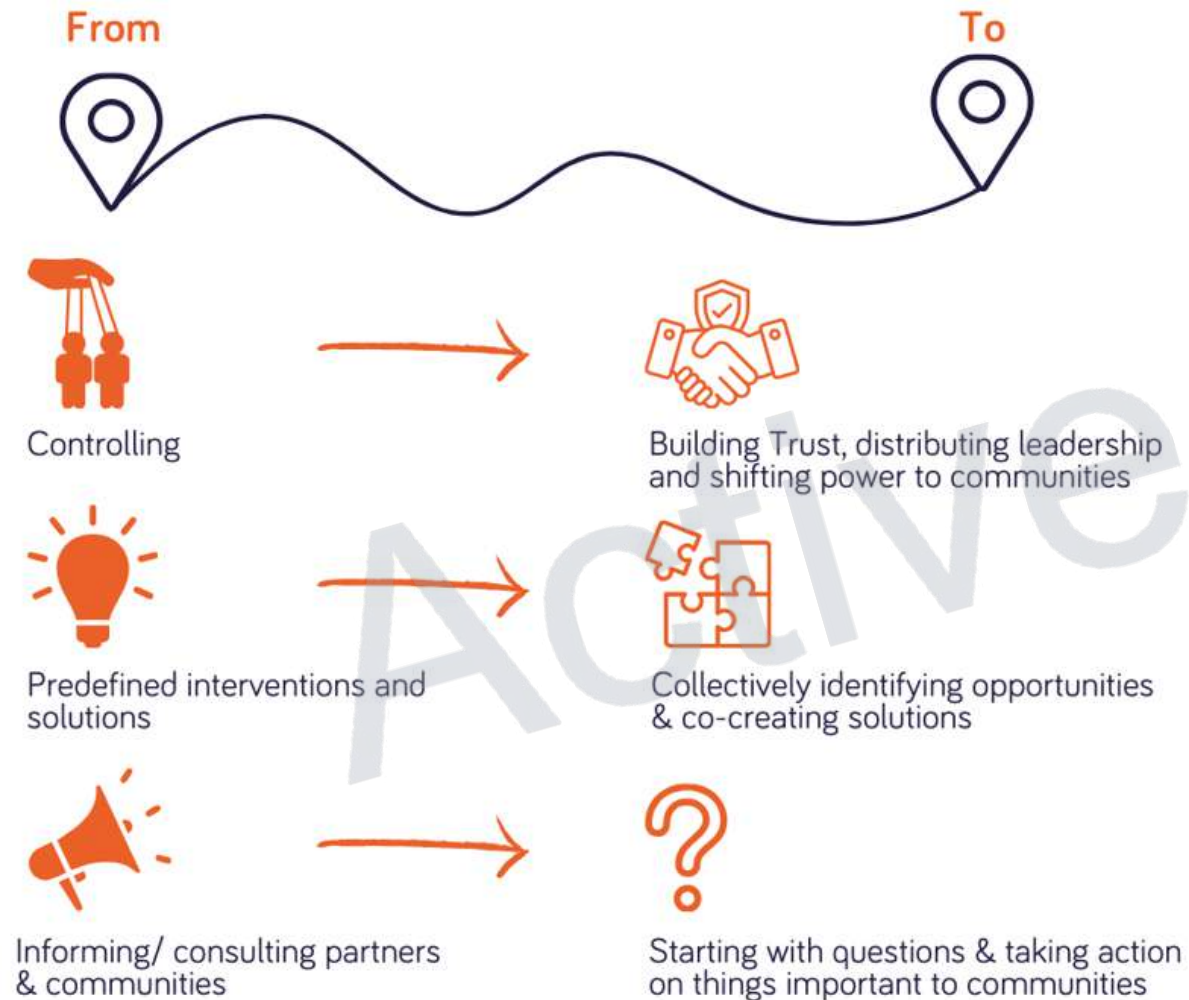 From
To
Controlling
Building Trust, distributing leadership
and shifting power to communities
Predefined interventions and
solutions
Collectively identifying opportunities
& co-creating solutions
Informing/ consulting partners
& communities
Starting with questions & taking action
on things important to communities
Active